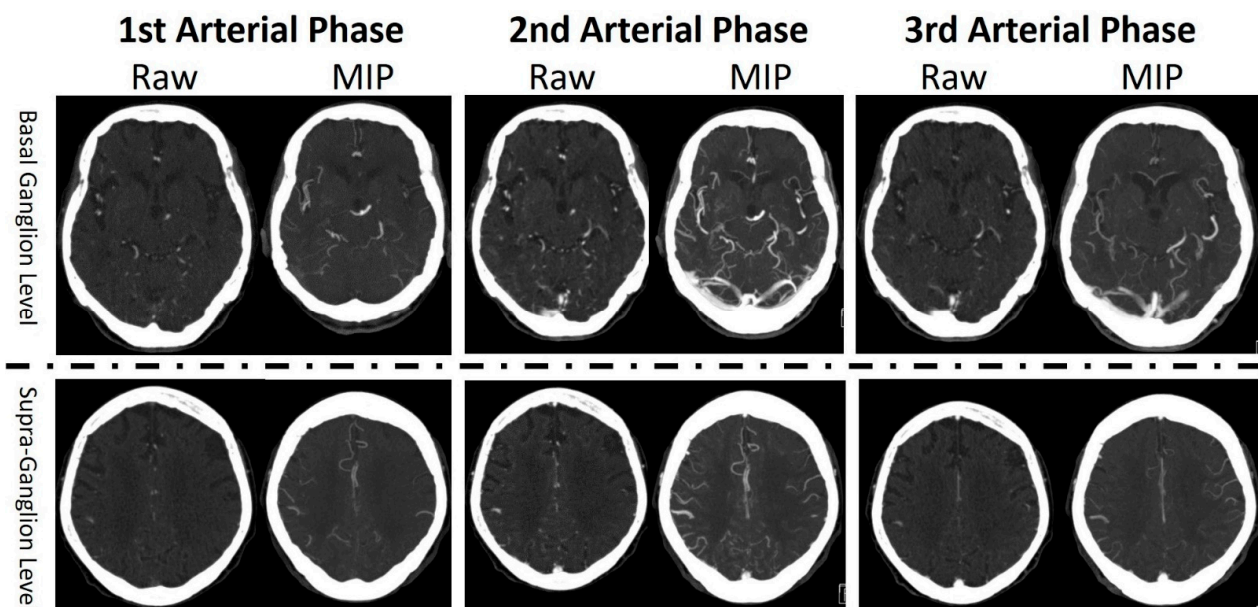 1st Arterial Phase 2nd Arterial Phase 3rd Arterial Phase
Raw MIP Raw MIP Raw MIP
Basal Ganglion Level
Supra-Ganglion Leve